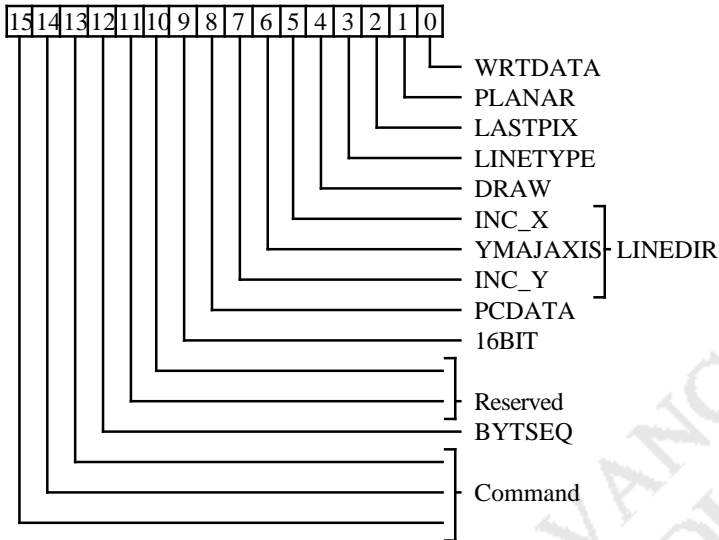 15 14 13 12 11 10 9 8 7 6 5 4 3 2 1 0
WRTDATA
PLANAR
LASTPIX
LINETYPE
DRAW
INC_X
YMAJAXIS LINEDIR
INC_Y
PCDATA
16BIT
Reserved
BYTSEQ
Command